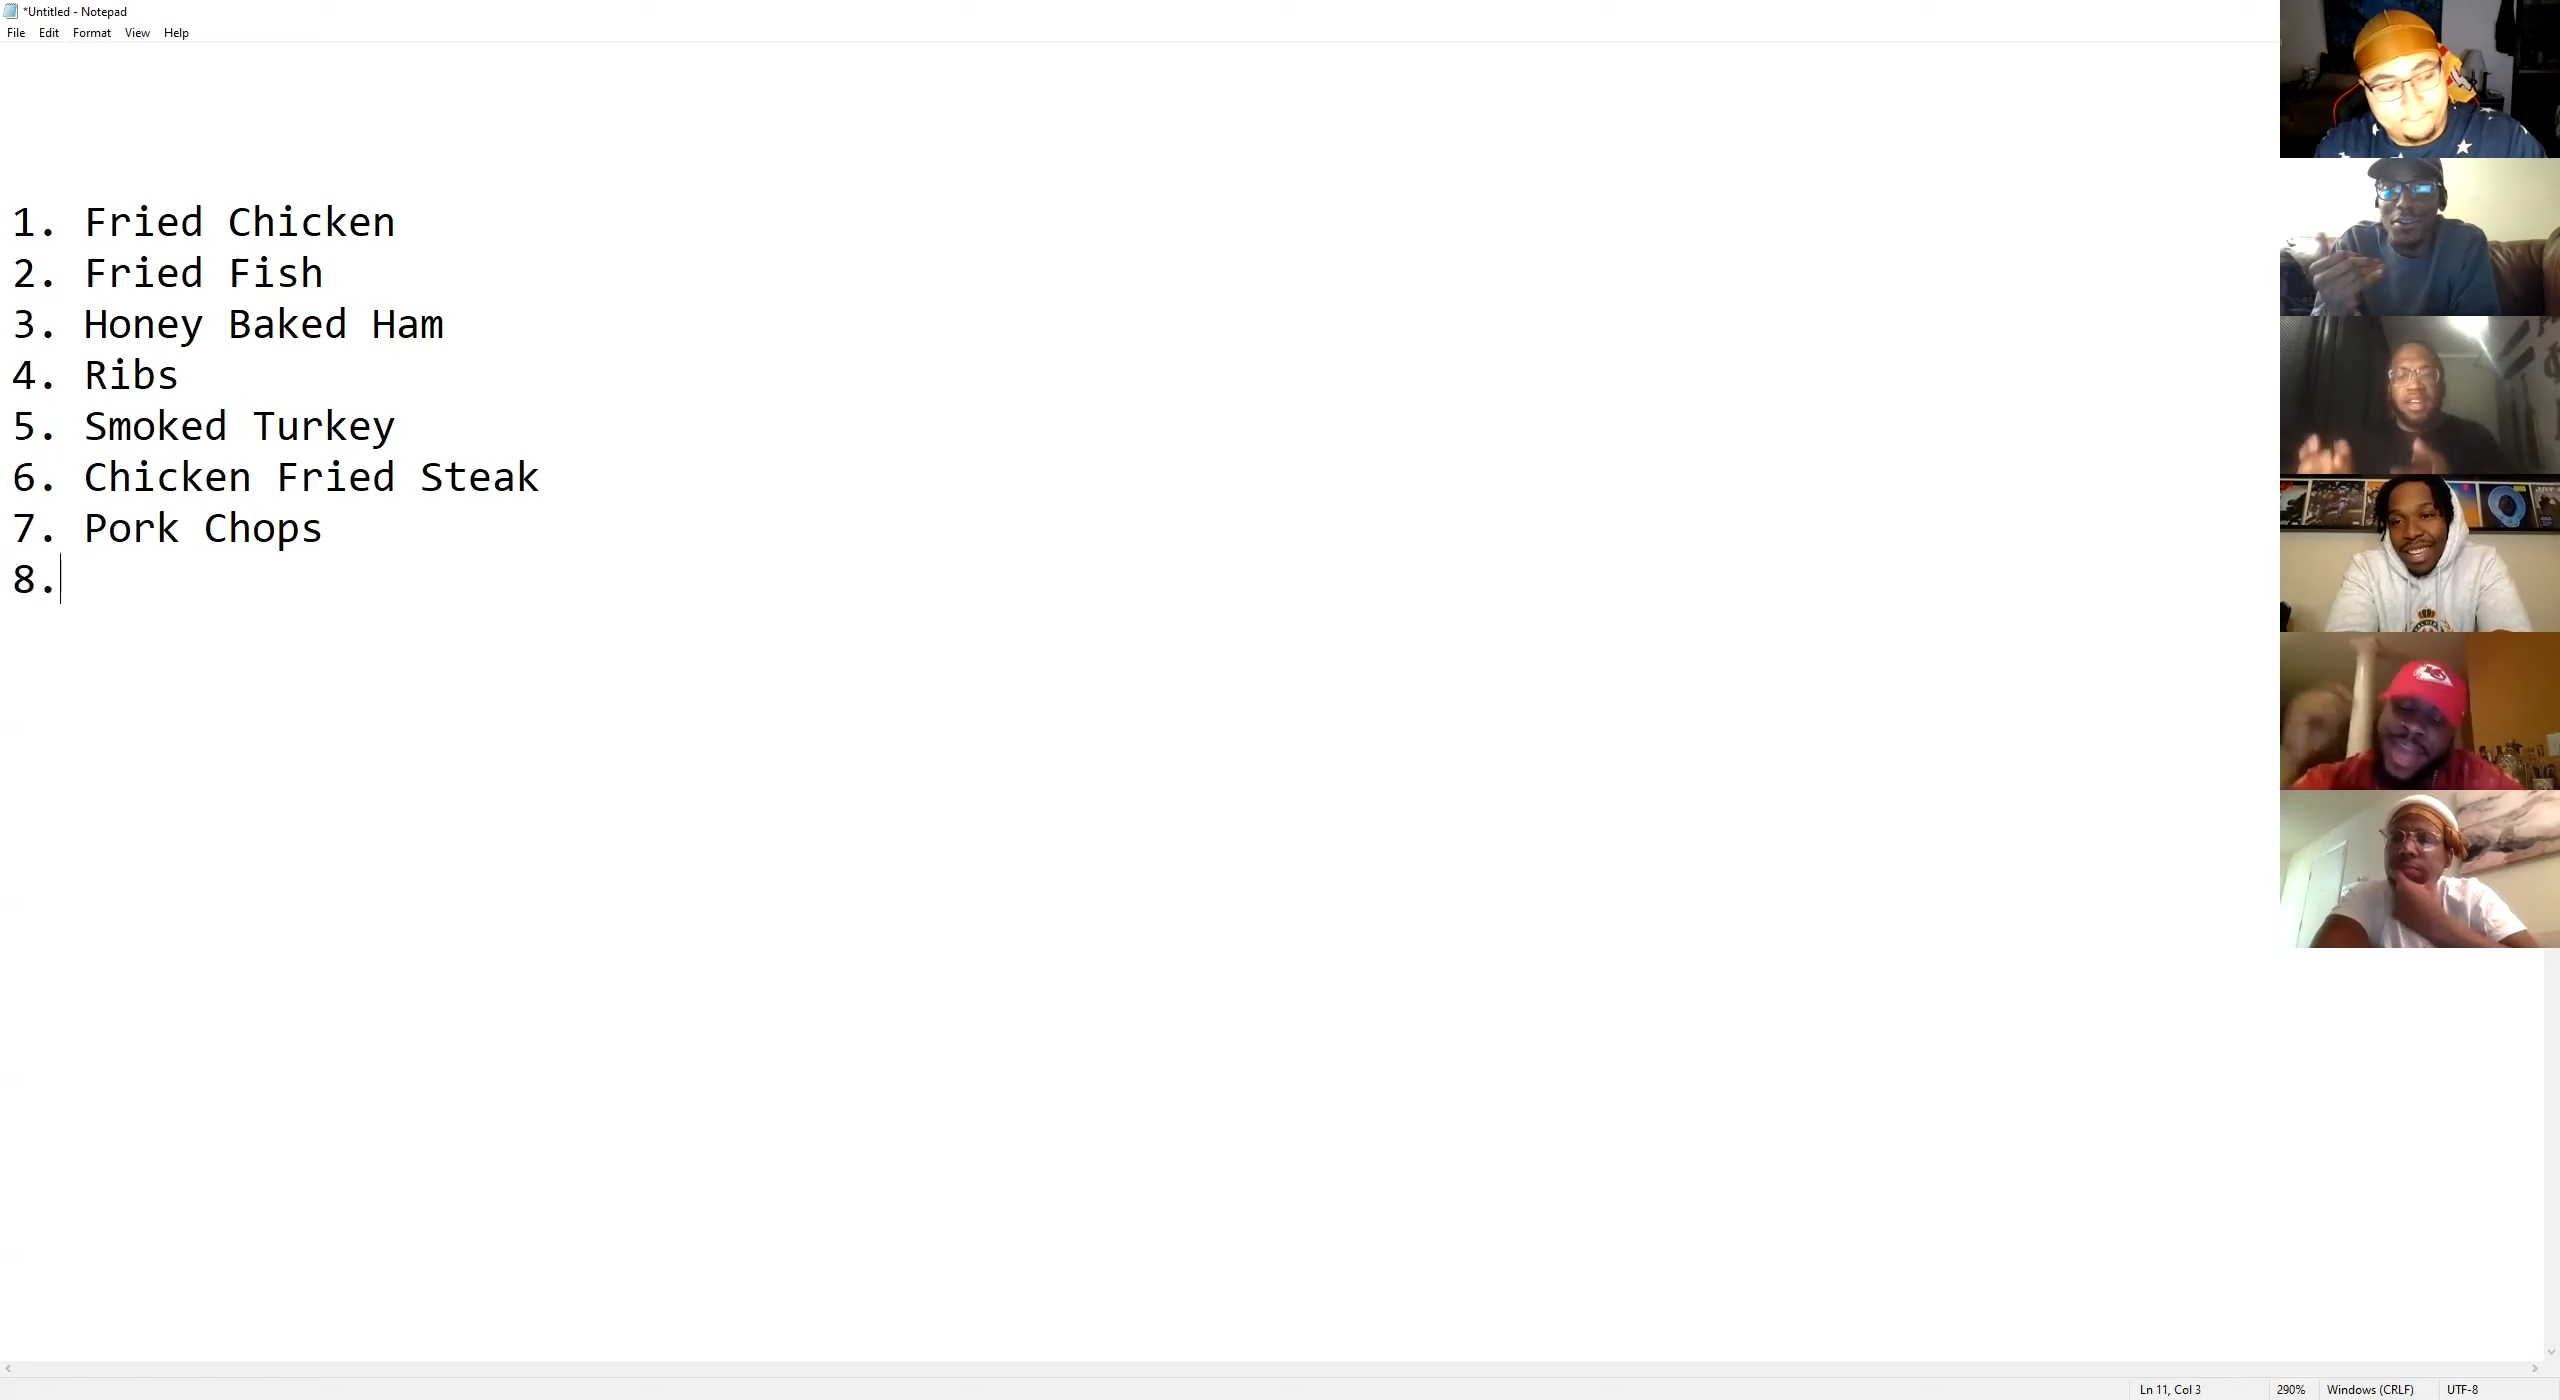 *Untitled - Notepad
File Edit Format View Help
1. Fried Chicken
2. Fried Fish
3. Honey Baked Ham
4. Ribs
5. Smoked Turkey
6. Chicken Fried Steak
7. Pork Chops
8.
Ln 11, Col 3 290% Windows (CRLF) UTF-8